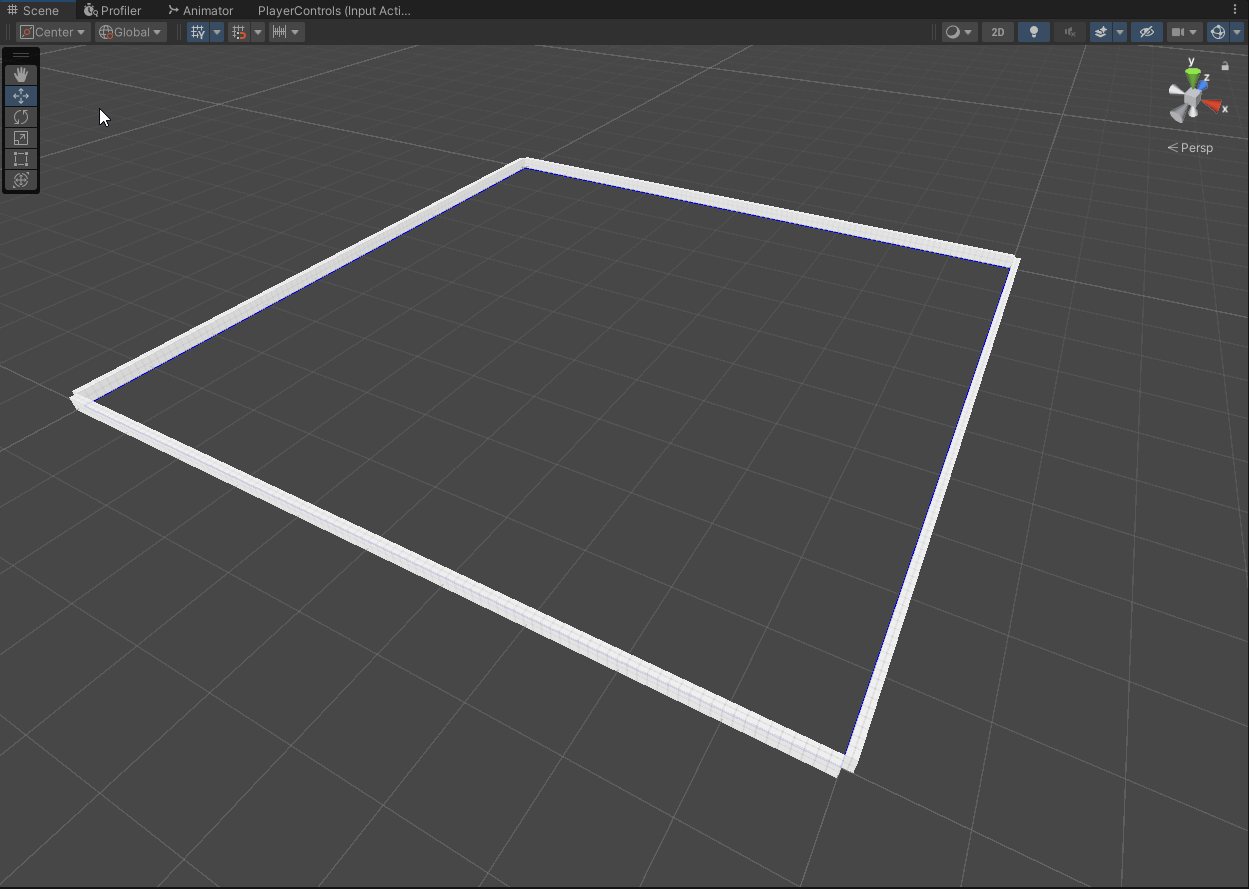 Scene Profiler Animator PlayerControls (Input Acti...
Center Global 2D
y
z
x
Persp